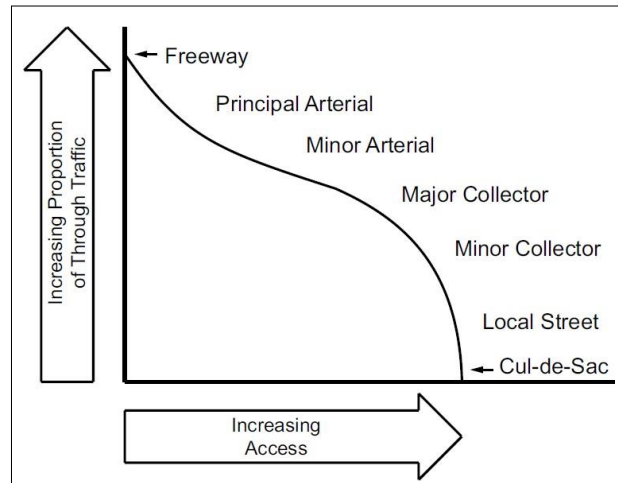 Freeway
Principal Arterial
Minor Arterial
Major Collector
Minor Collector
Local Street
Cul-de-Sac
Increasing Proportion
of Through Traffic
Increasing
Access